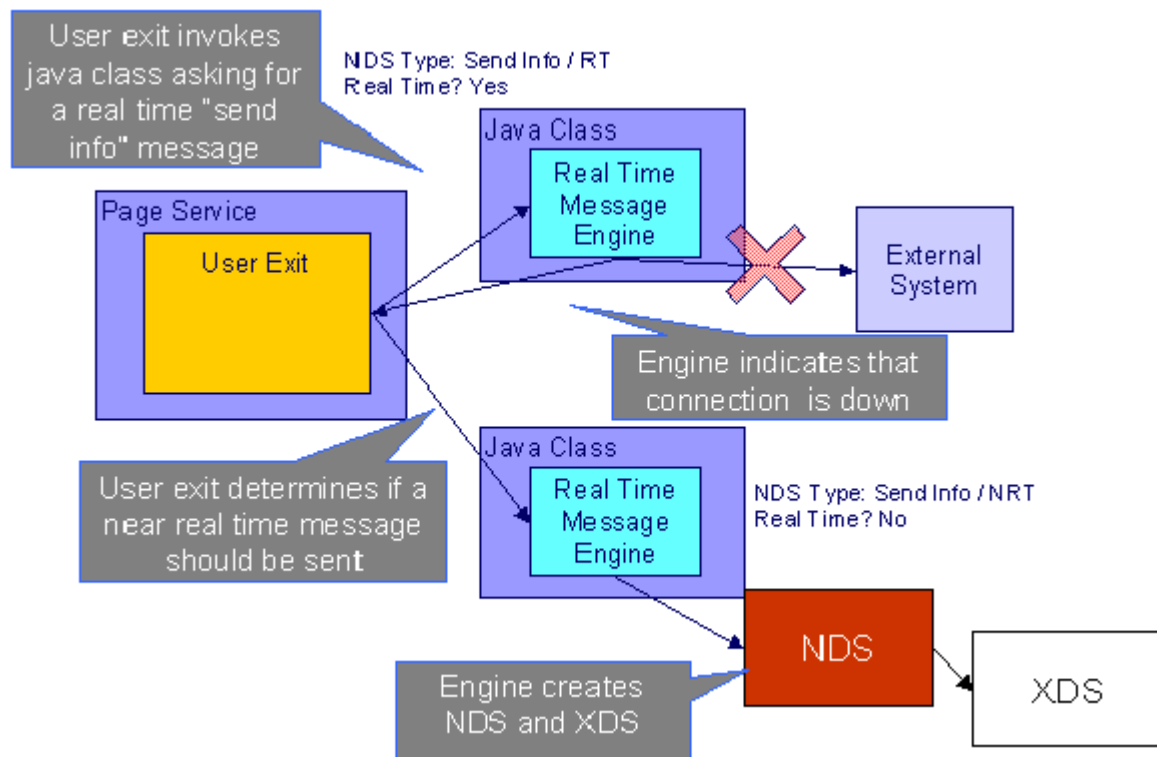 User exit invokes
java class asking for
a real time "send
info" message
NDS Type: Send Info / RT
Real Time? Yes
Java Class
Real Time
Message
Engine
Page Service
User Exit
External
System
Engine indicates that
connection is down
Java Class
Real Time
Message
Engine
User exit determines if a
near real time message
should be sent
NDS Type: Send Info / NRT
Real Time? No
NDS
XDS
Engine creates
NDS and XDS